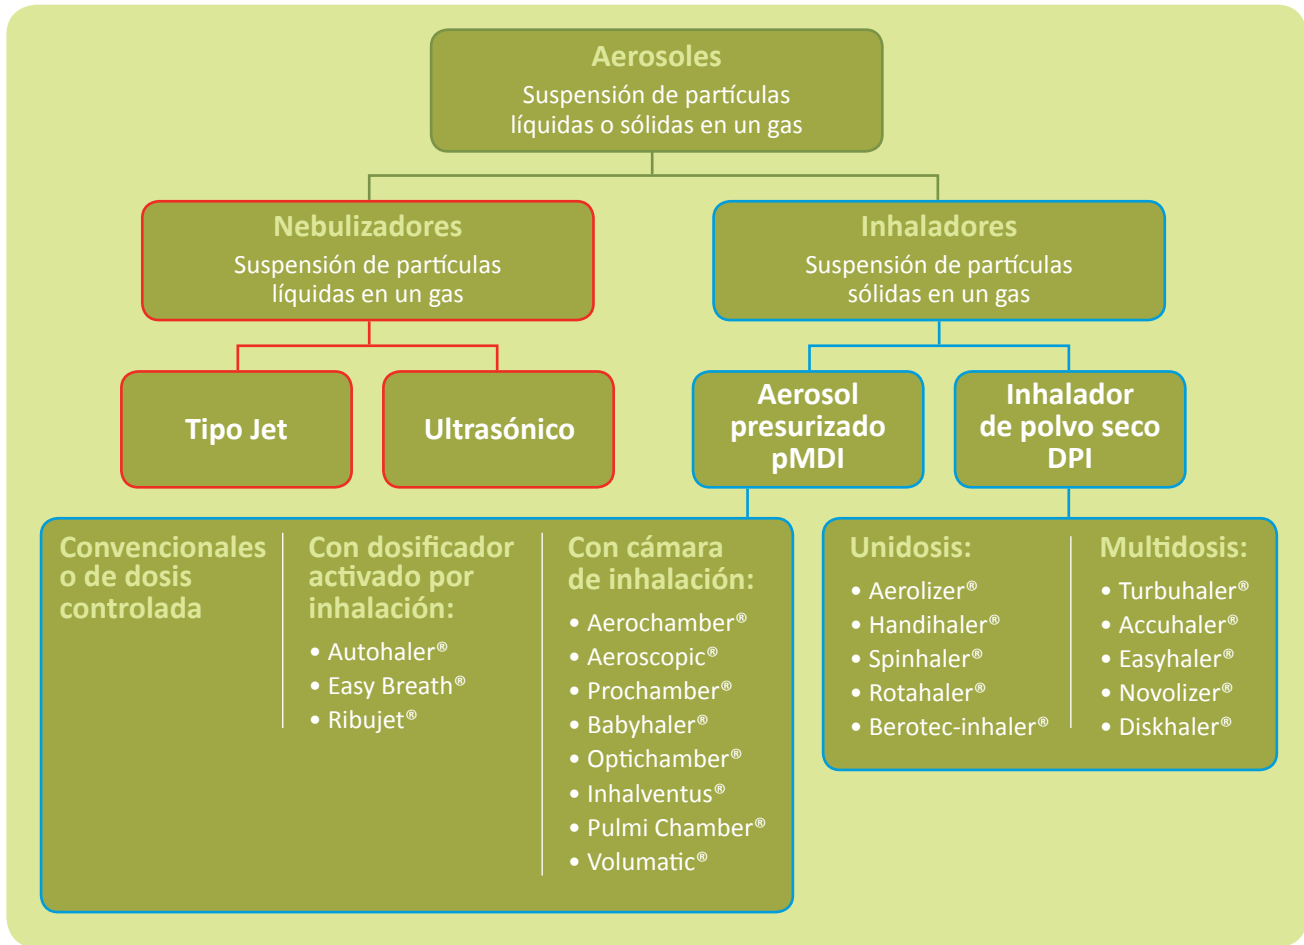 Aerosoles
Suspensión de partículas
líquidas o sólidas en un gas
Nebulizadores
Suspensión de partículas
líquidas en un gas
Inhaladores
Suspensión de partículas
sólidas en un gas
Tipo Jet
Ultrasónico
Aerosol
presurizado
pMDI
Inhalador
de polvo seco
DPI
Convencionales
o de dosis
controlada
Con dosificador
activado por
inhalación:
• Autohaler®
• Easy Breath®
• Ribujet®
Con cámara
de inhalación:
• Aerochamber®
• Aeroscopic®
• Prochamber®
• Babyhaler®
• Optichamber®
• Inhalventus®
• Pulmi Chamber®
• Volumatic®
Unidosis:
• Aerolizer®
• Handihaler®
• Spinhaler®
• Rotahaler®
• Berotec-inhaler®
Multidosis:
• Turbuhaler®
• Accuhaler®
• Easyhaler®
• Novolizer®
• Diskhaler®